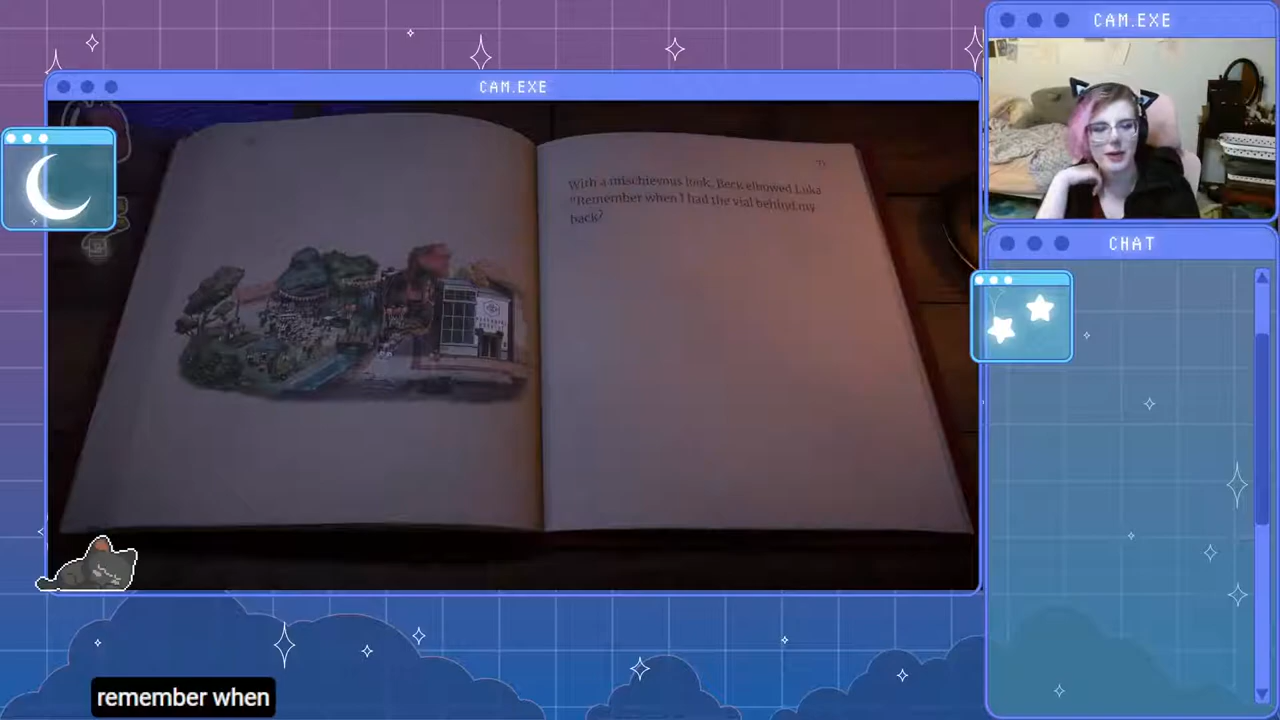 CAM.EXE
CAM.EXE
With a mischievous look, Beck elbowed Luka
"Remember when I had the vial behind my
back?
CHAT
remember when